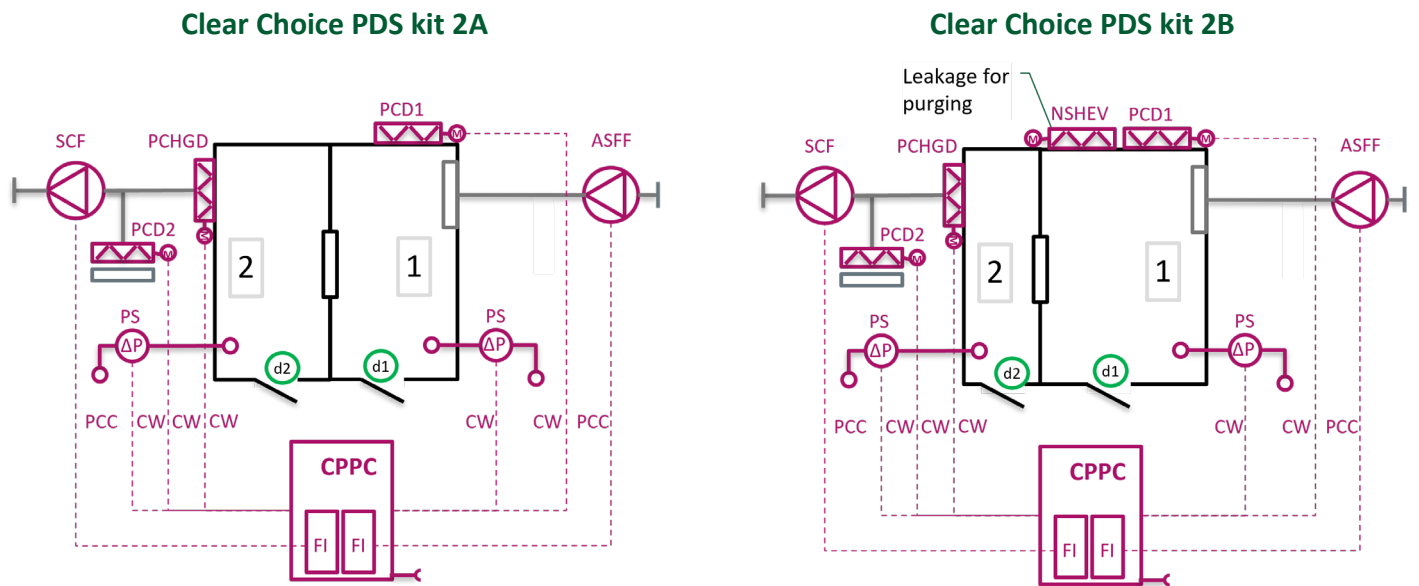 Clear Choice PDS kit 2A
PCD1
M
SCF
PCHGD
ASFF
PCD2
M
M
2
1
PS
PS
ΔP
ΔP
d2
d1
PCC
CW
CW
CW
CW
CW
PCC
CPPC
FI
FI
Clear Choice PDS kit 2B
Leakage for
purging
NSHEV
PCD1
M
M
SCF
PCHGD
ASFF
PCD2
M
M
2
1
PS
PS
ΔP
ΔP
d2
d1
PCC
CW
CW
CW
CW
CW
PCC
CPPC
FI
FI